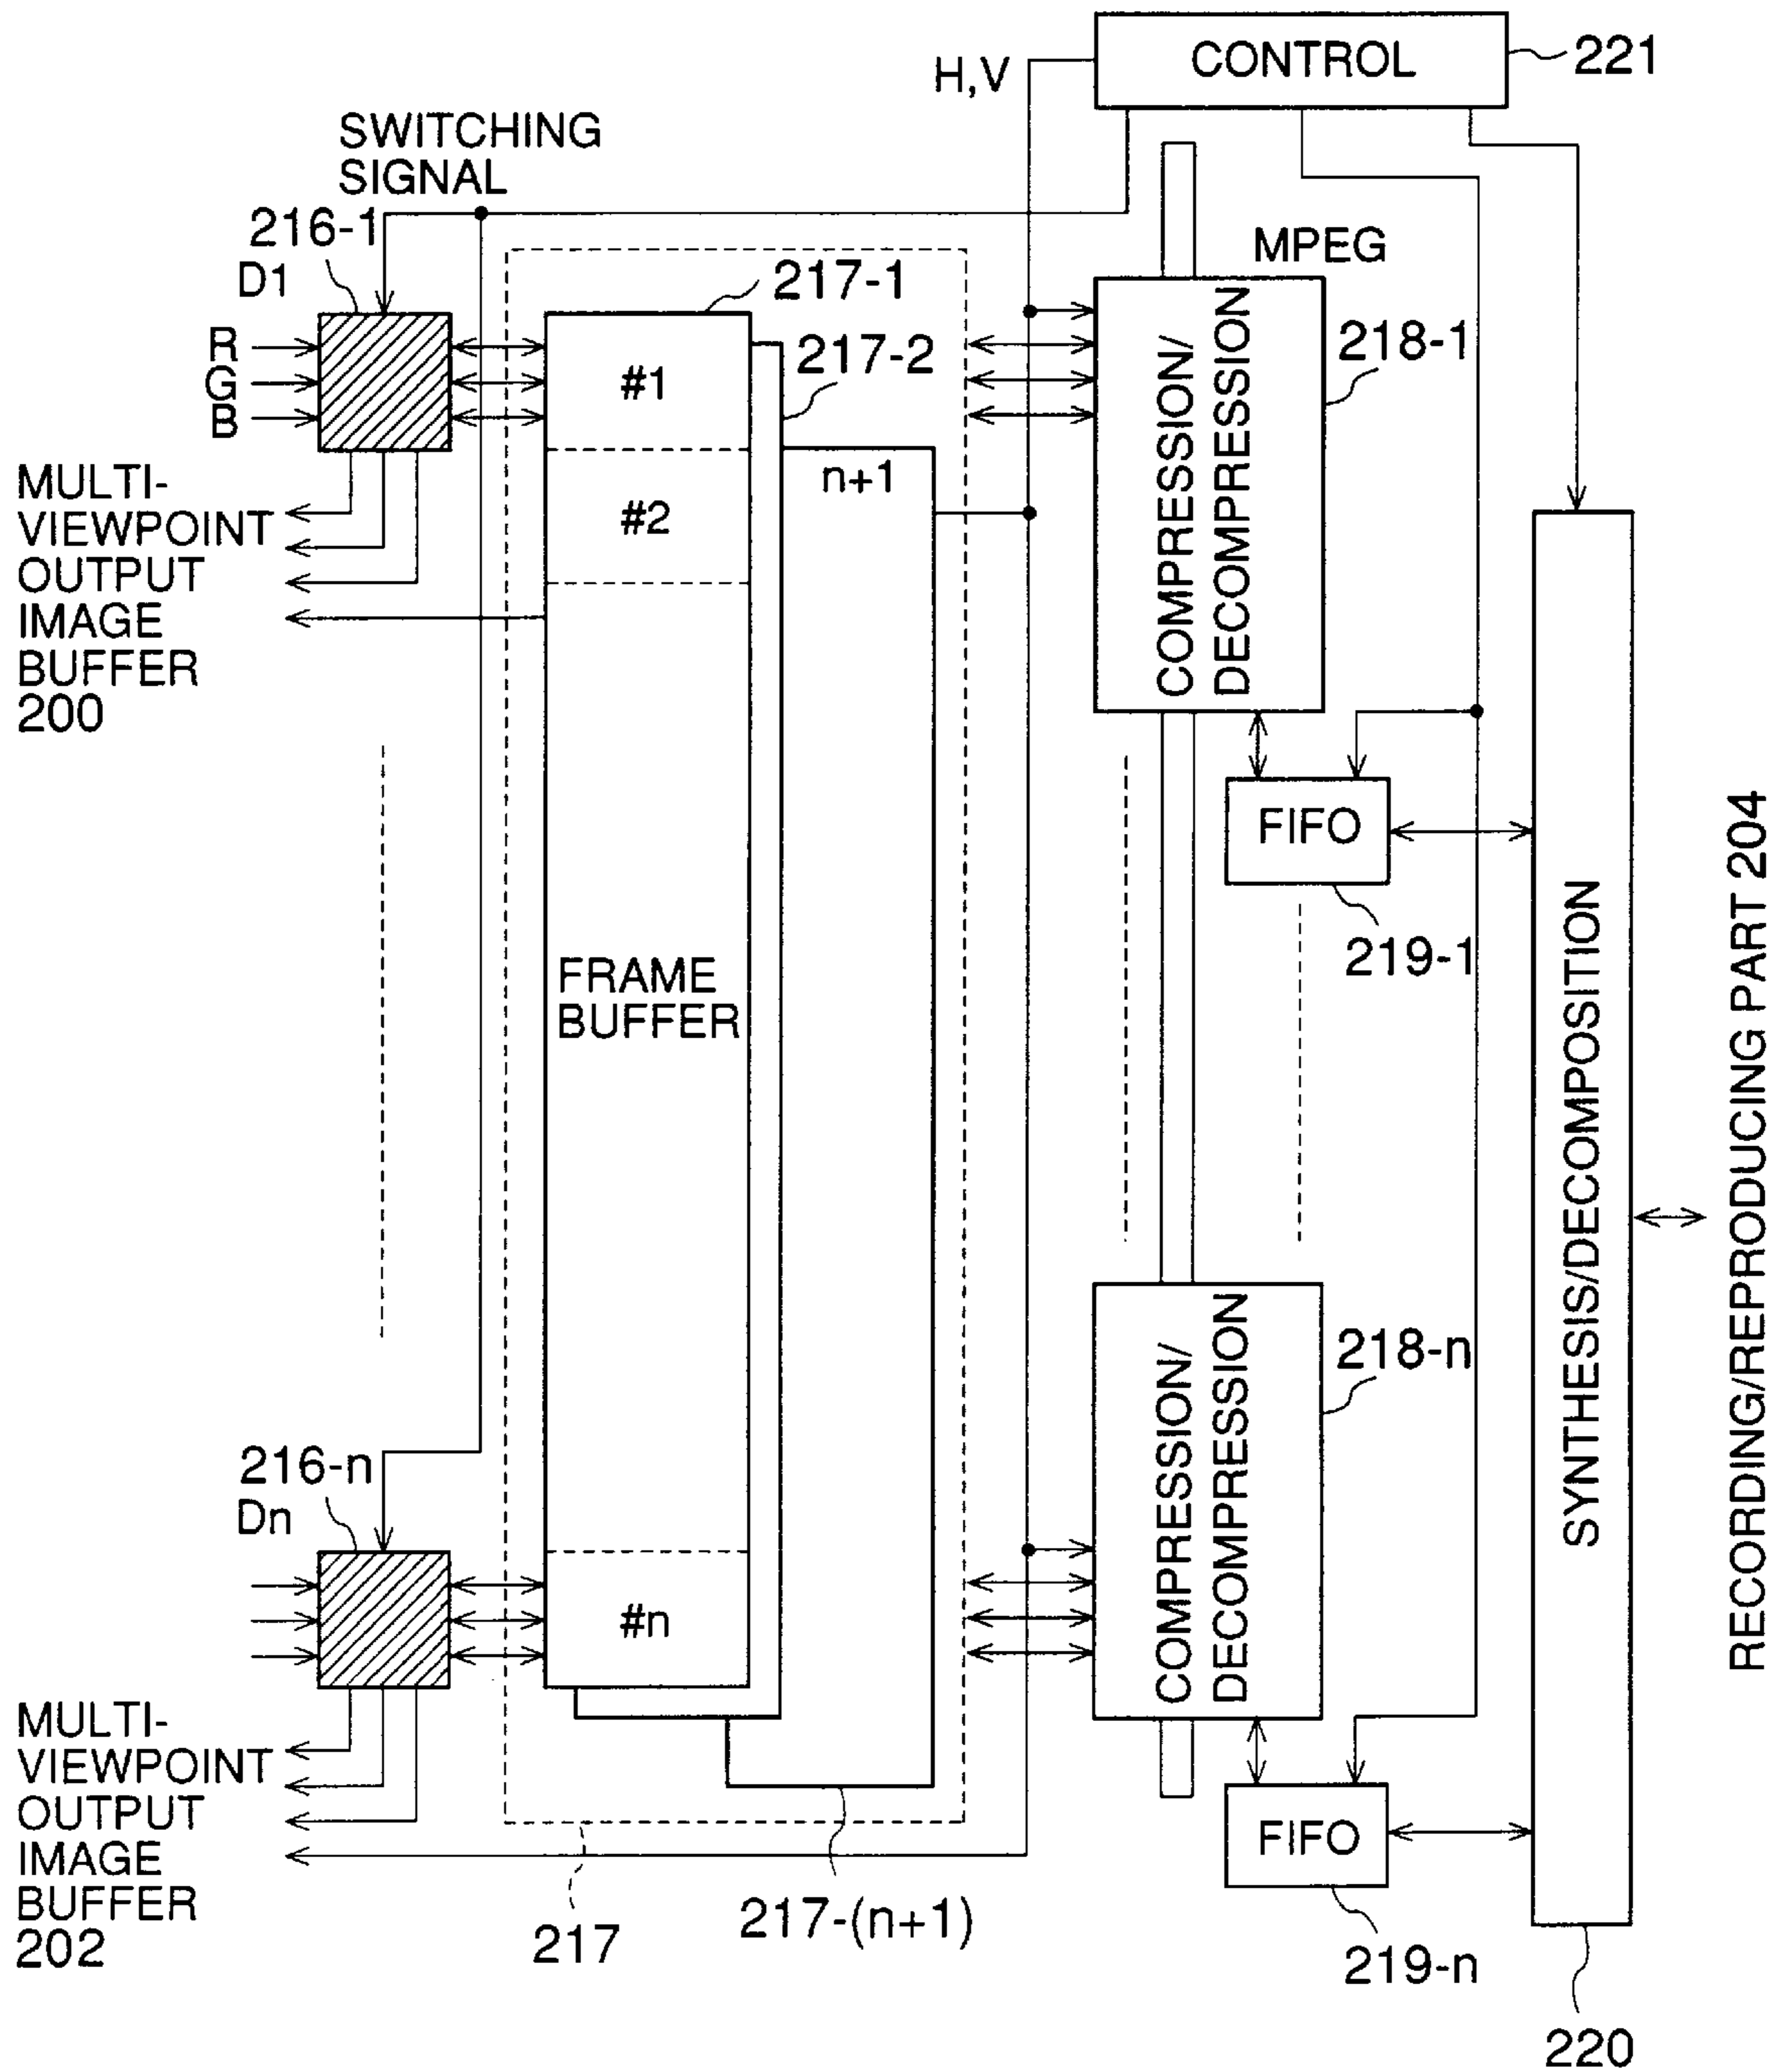 CONTROL
221
H,V
SWITCHING
SIGNAL
216-1
D1
MPEG
217-1
R
G
B
#1
217-2
COMPRESSION/
DECOMPRESSION
218-1
MULTI-
VIEWPOINT
OUTPUT
IMAGE
BUFFER
200
#2
n+1
FIFO
219-1
FRAME
BUFFER
SYNTHESIS/DECOMPOSITION
RECORDING/REPRODUCING PART 204
COMPRESSION/
DECOMPRESSION
218-n
216-n
Dn
#n
MULTI-
VIEWPOINT
OUTPUT
IMAGE
BUFFER
202
FIFO
217
217-(n+1)
219-n
220